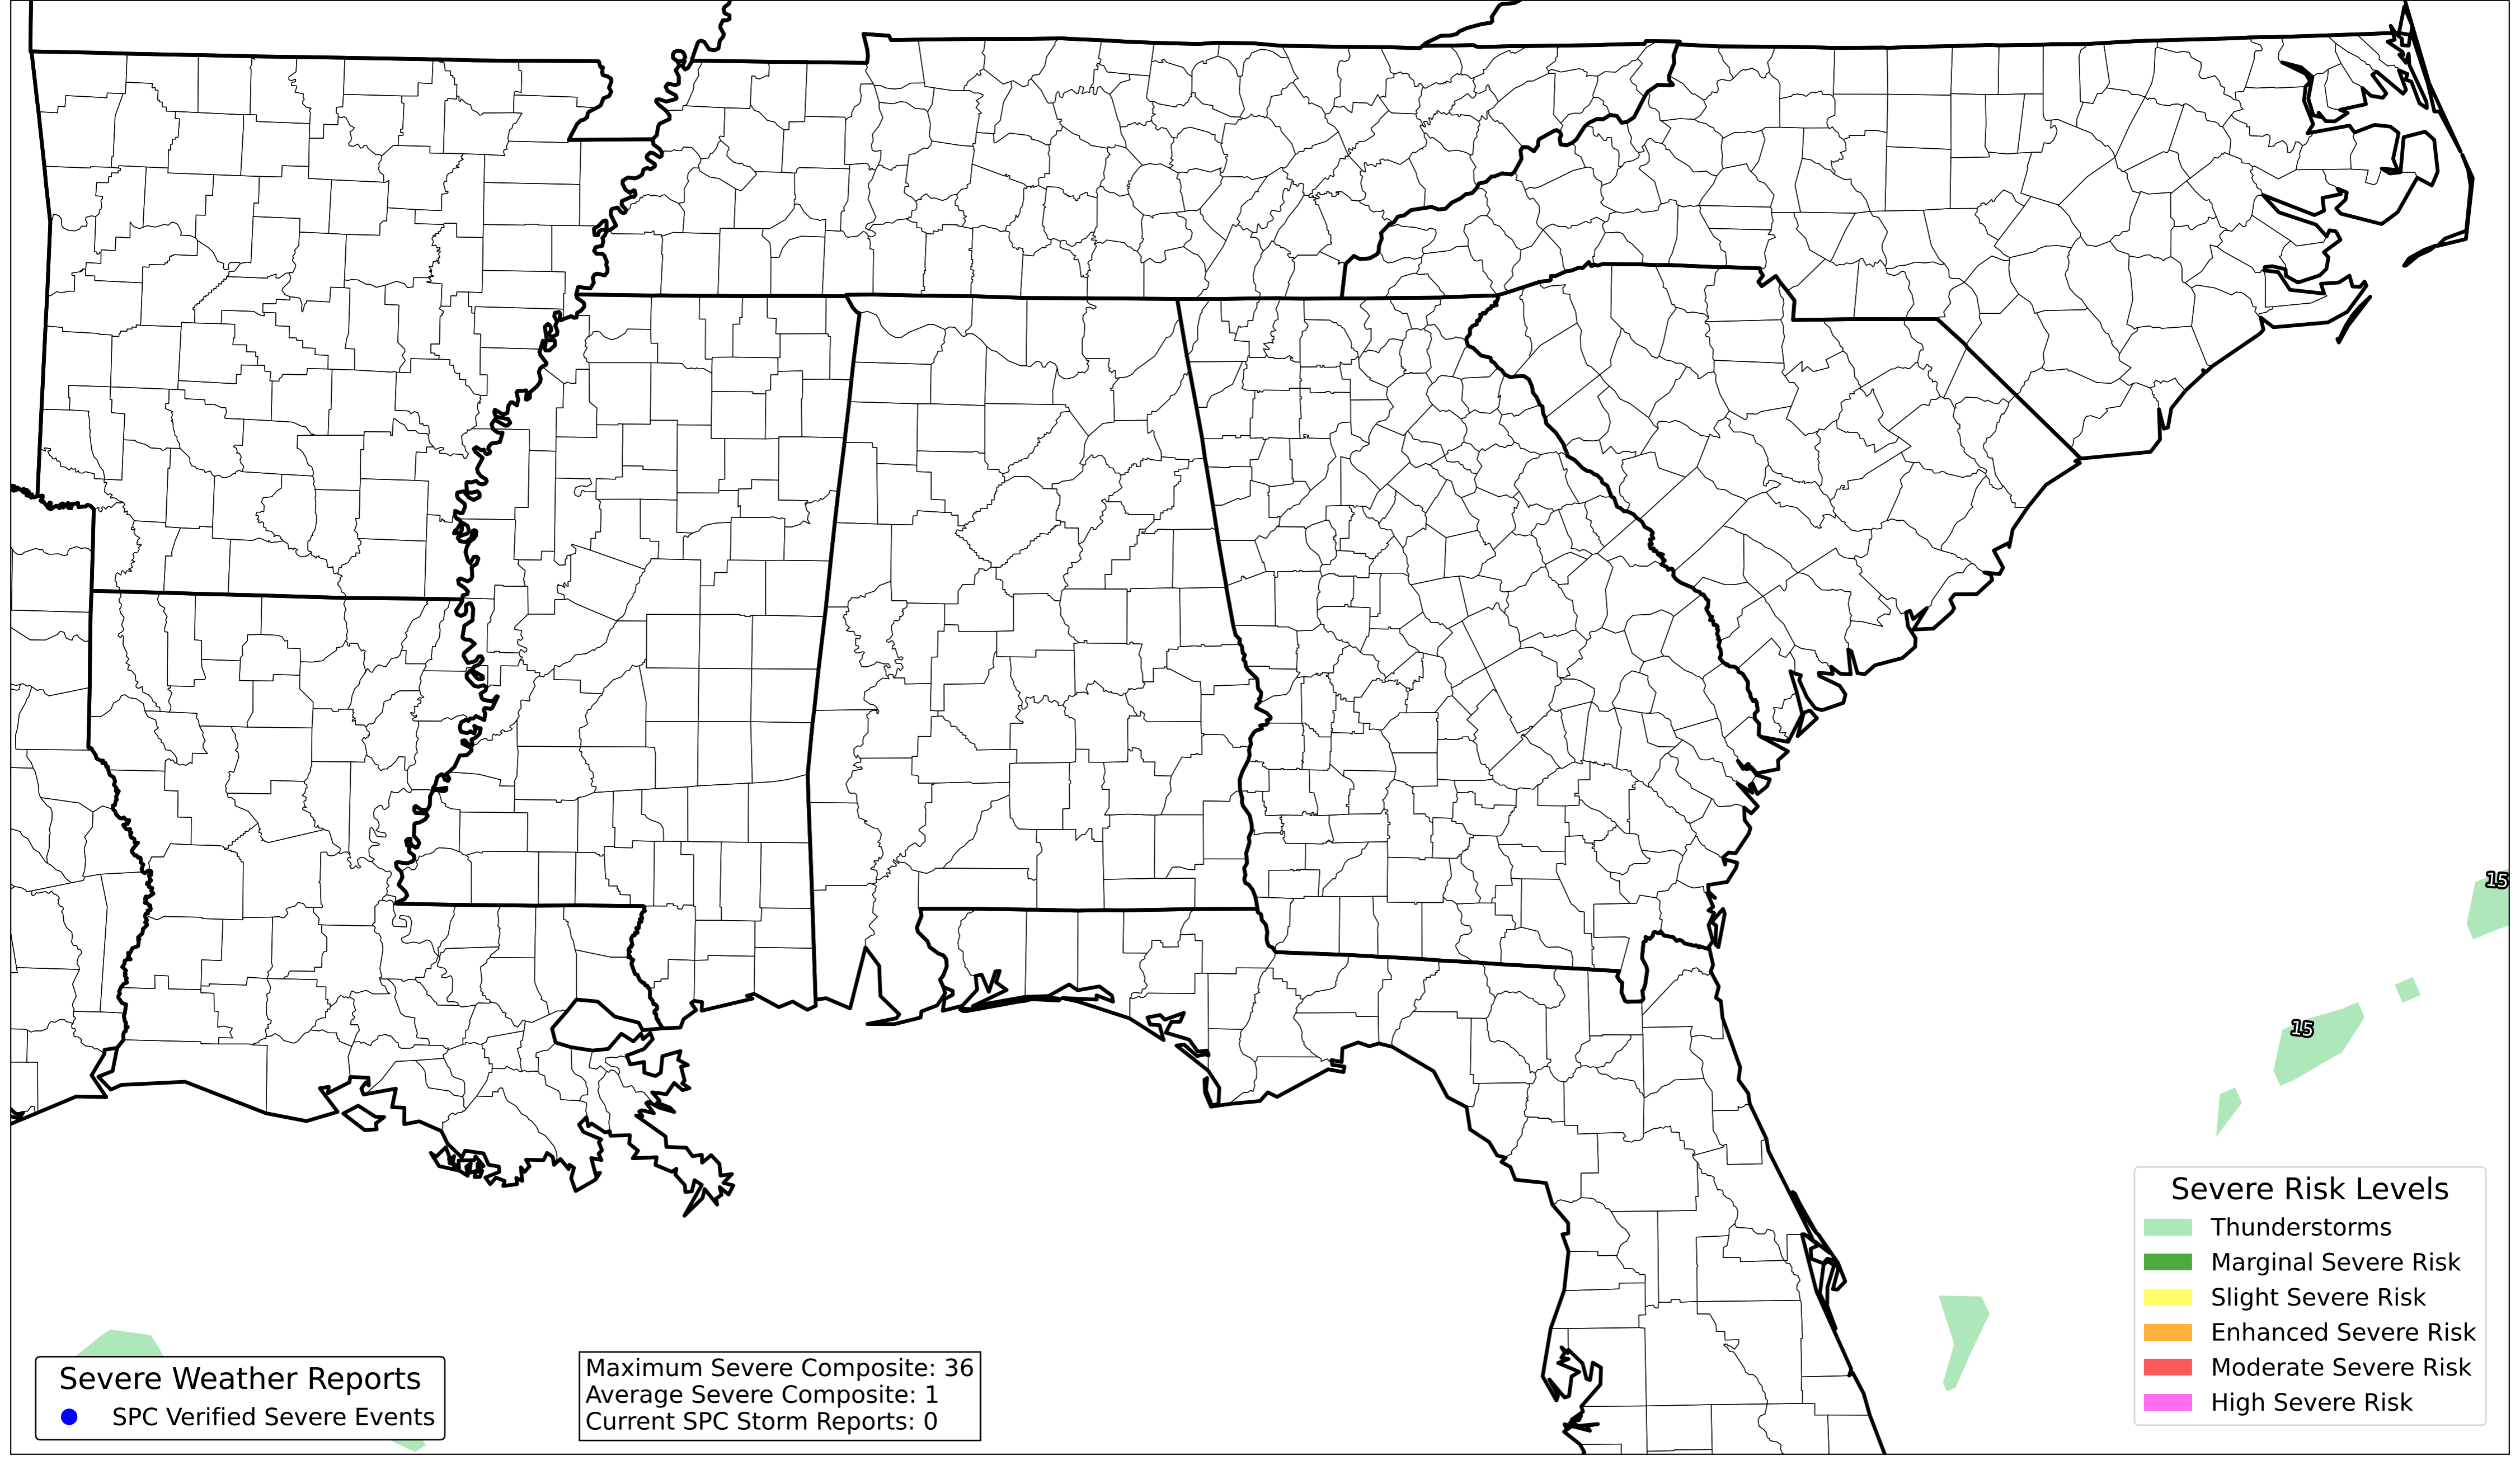 15
15
Severe Risk Levels
Thunderstorms
Marginal Severe Risk
Slight Severe Risk
Enhanced Severe Risk
Moderate Severe Risk
High Severe Risk
Severe Weather Reports
SPC Verified Severe Events
Maximum Severe Composite: 36
Average Severe Composite: 1
Current SPC Storm Reports: 0